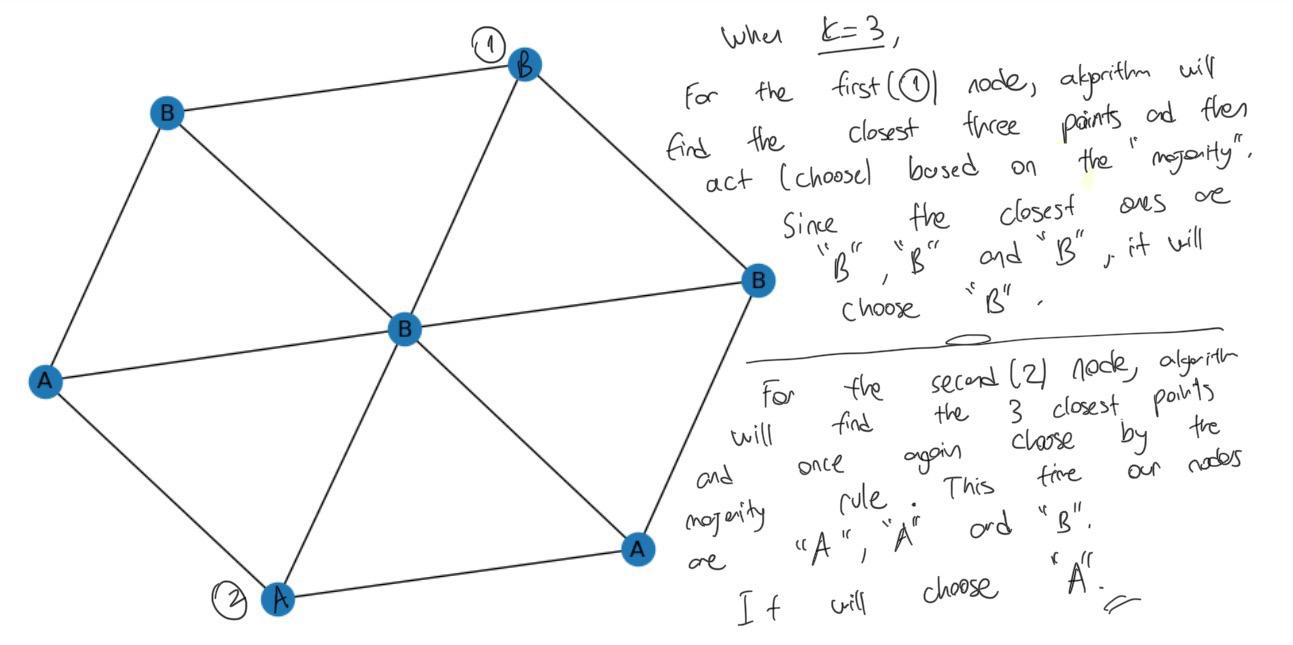 ①
B
B
B
B
A
A
②
A
When k=3,
For the first (①) node, algorithm will
find the closest three points and then
act (choose) based on the "majority".
Since the closest ones are
"B", "B" and "B", it will
choose "B".
For the second (2) node, algorithm
will find the 3 closest points
and once again choose by the
majority rule. This time our nodes
are "A", "A" and "B".
It will choose "A".